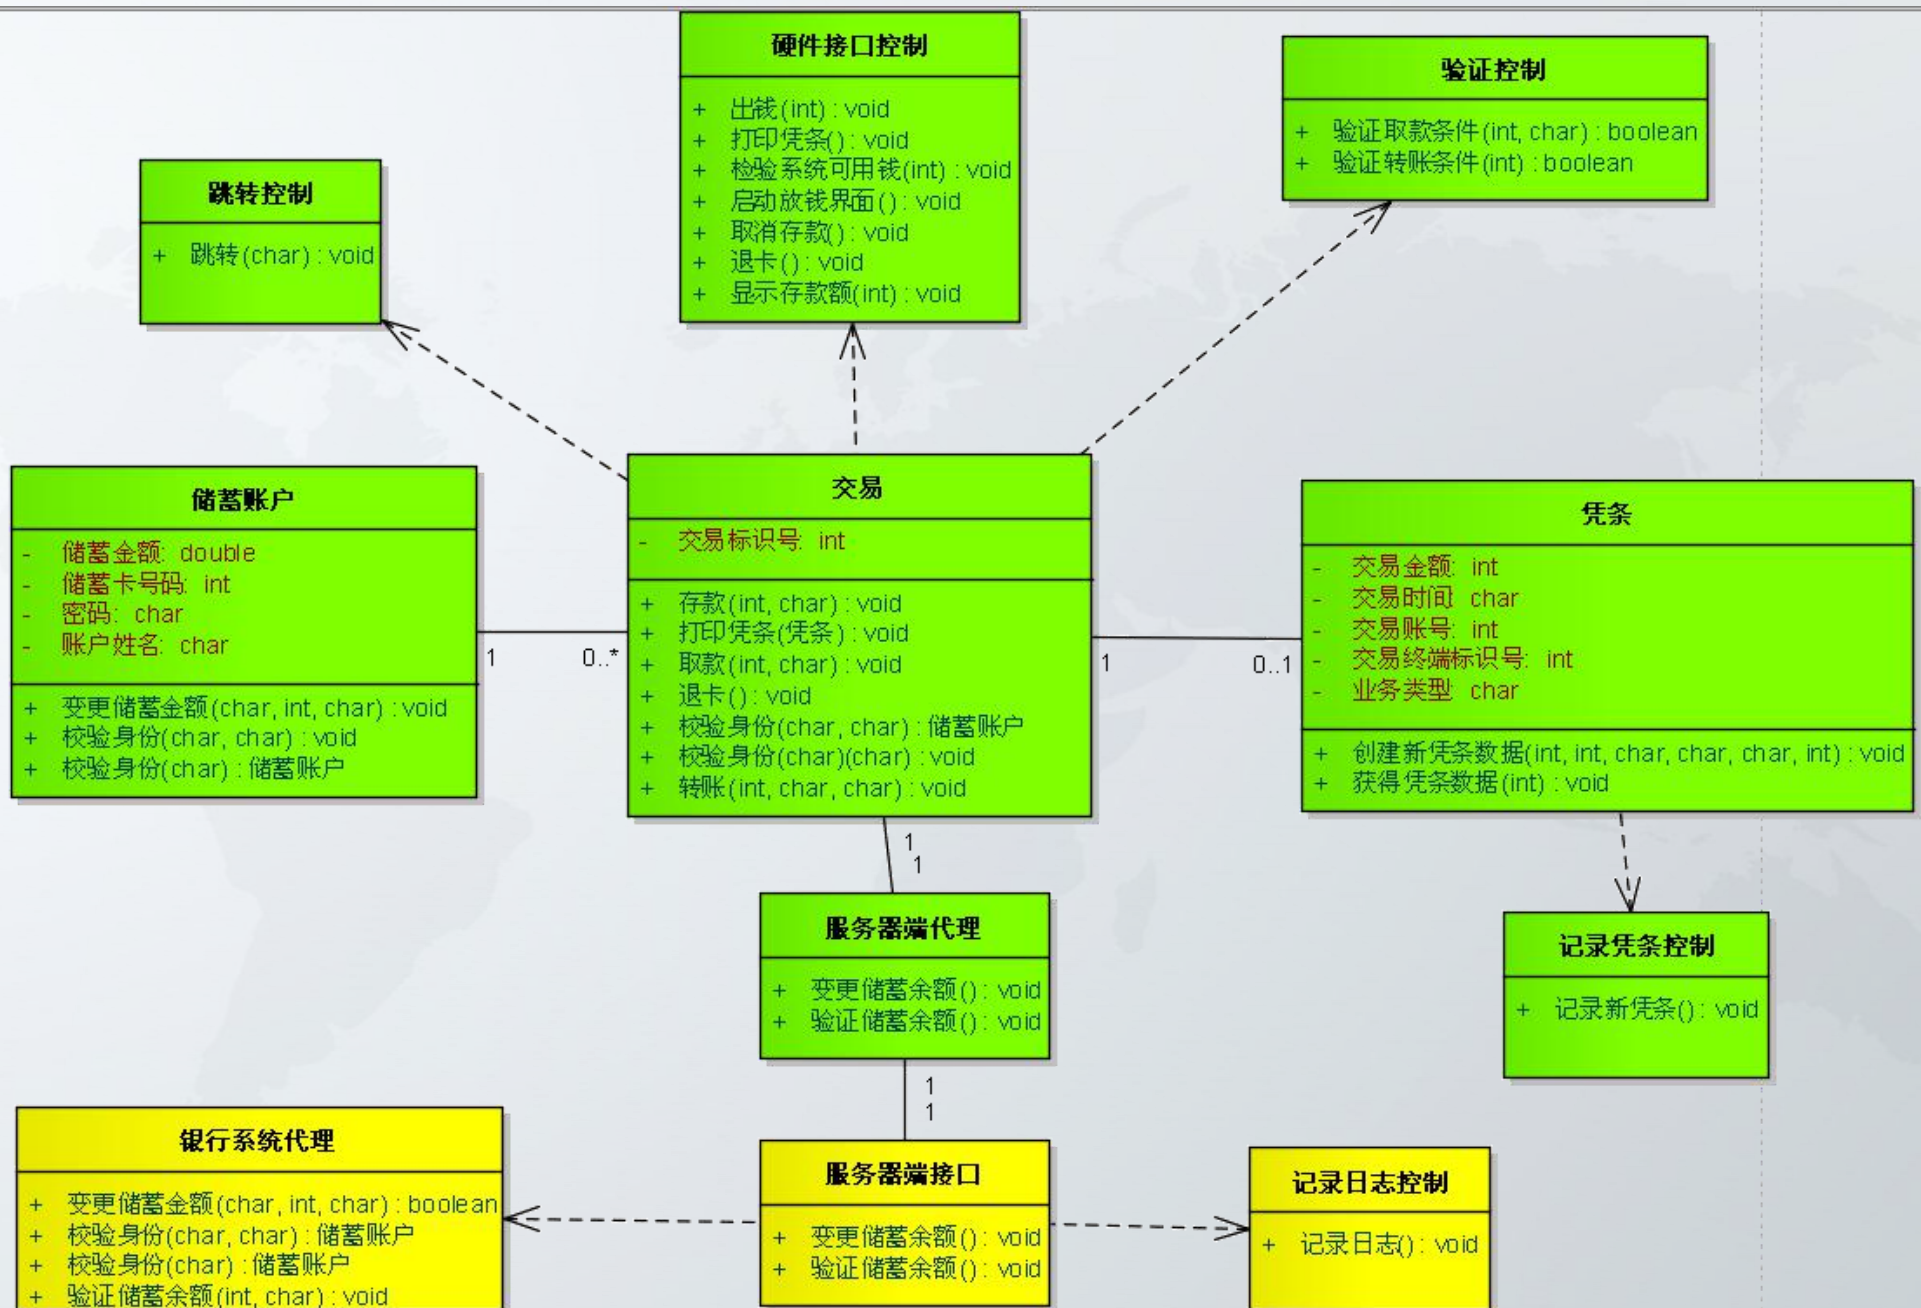 硬件接口控制
+ 出钱(int) : void
+ 打印凭条() : void
+ 检验系统可用钱(int) : void
+ 启动放钱界面() : void
+ 取消存款() : void
+ 退卡() : void
+ 显示存款额(int) : void
验证控制
+ 验证取款条件(int, char) : boolean
+ 验证转账条件(int) : boolean
跳转控制
+ 跳转(char) : void
储蓄账户
- 储蓄金额: double
- 储蓄卡号码: int
- 密码: char
- 账户姓名: char
+ 变更储蓄金额(char, int, char) : void
+ 校验身份(char, char) : void
+ 校验身份(char) : 储蓄账户
1
0..*
交易
- 交易标识号: int
+ 存款(int, char) : void
+ 打印凭条(凭条) : void
+ 取款(int, char) : void
+ 退卡() : void
+ 校验身份(char, char) : 储蓄账户
+ 校验身份(char)(char) : void
+ 转账(int, char, char) : void
1
0..1
凭条
- 交易金额: int
- 交易时间: char
- 交易账号: int
- 交易终端标识号: int
- 业务类型: char
+ 创建新凭条数据(int, int, char, char, char, int) : void
+ 获得凭条数据(int) : void
1
1
服务器端代理
+ 变更储蓄余额() : void
+ 验证储蓄余额() : void
记录凭条控制
+ 记录新凭条() : void
1
1
银行系统代理
+ 变更储蓄金额(char, int, char) : boolean
+ 校验身份(char, char) : 储蓄账户
+ 校验身份(char) : 储蓄账户
+ 验证储蓄余额(int, char) : void
服务器端接口
+ 变更储蓄余额() : void
+ 验证储蓄余额() : void
记录日志控制
+ 记录日志() : void